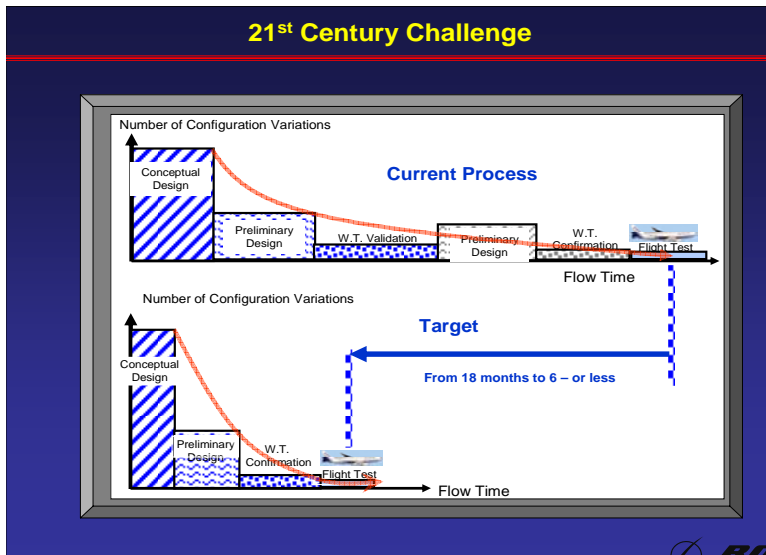 21st Century Challenge
Number of Configuration Variations
Conceptual
Design
Current Process
Preliminary
Design
W.T. Validation
Preliminary
Design
W.T.
Confirmation
Flight Test
Flow Time
Number of Configuration Variations
Target
Conceptual
Design
From 18 months to 6 – or less
Preliminary
Design
W.T.
Confirmation
Flight Test
Flow Time